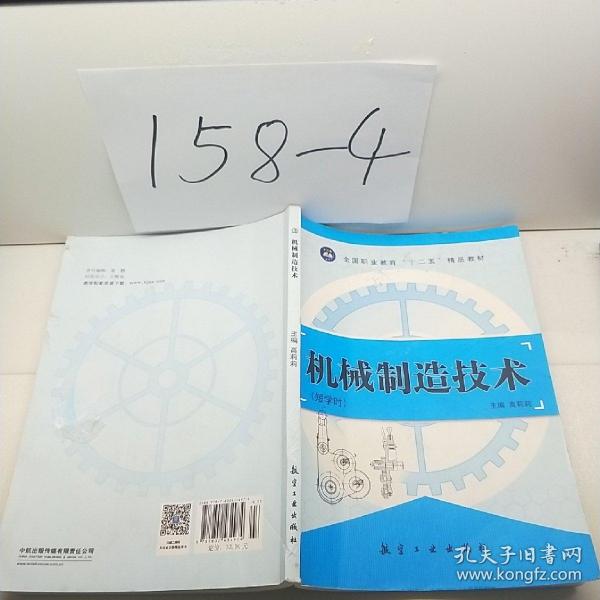 158-4
全国职业教育"十二五"精品教材
机械制造技术
(短学时)
主编 高莉莉
航空工业出版社
机械制造技术
主编 高莉莉
航空工业出版社
中航出版传媒有限责任公司
孔夫子旧书网
www.kongfz.com